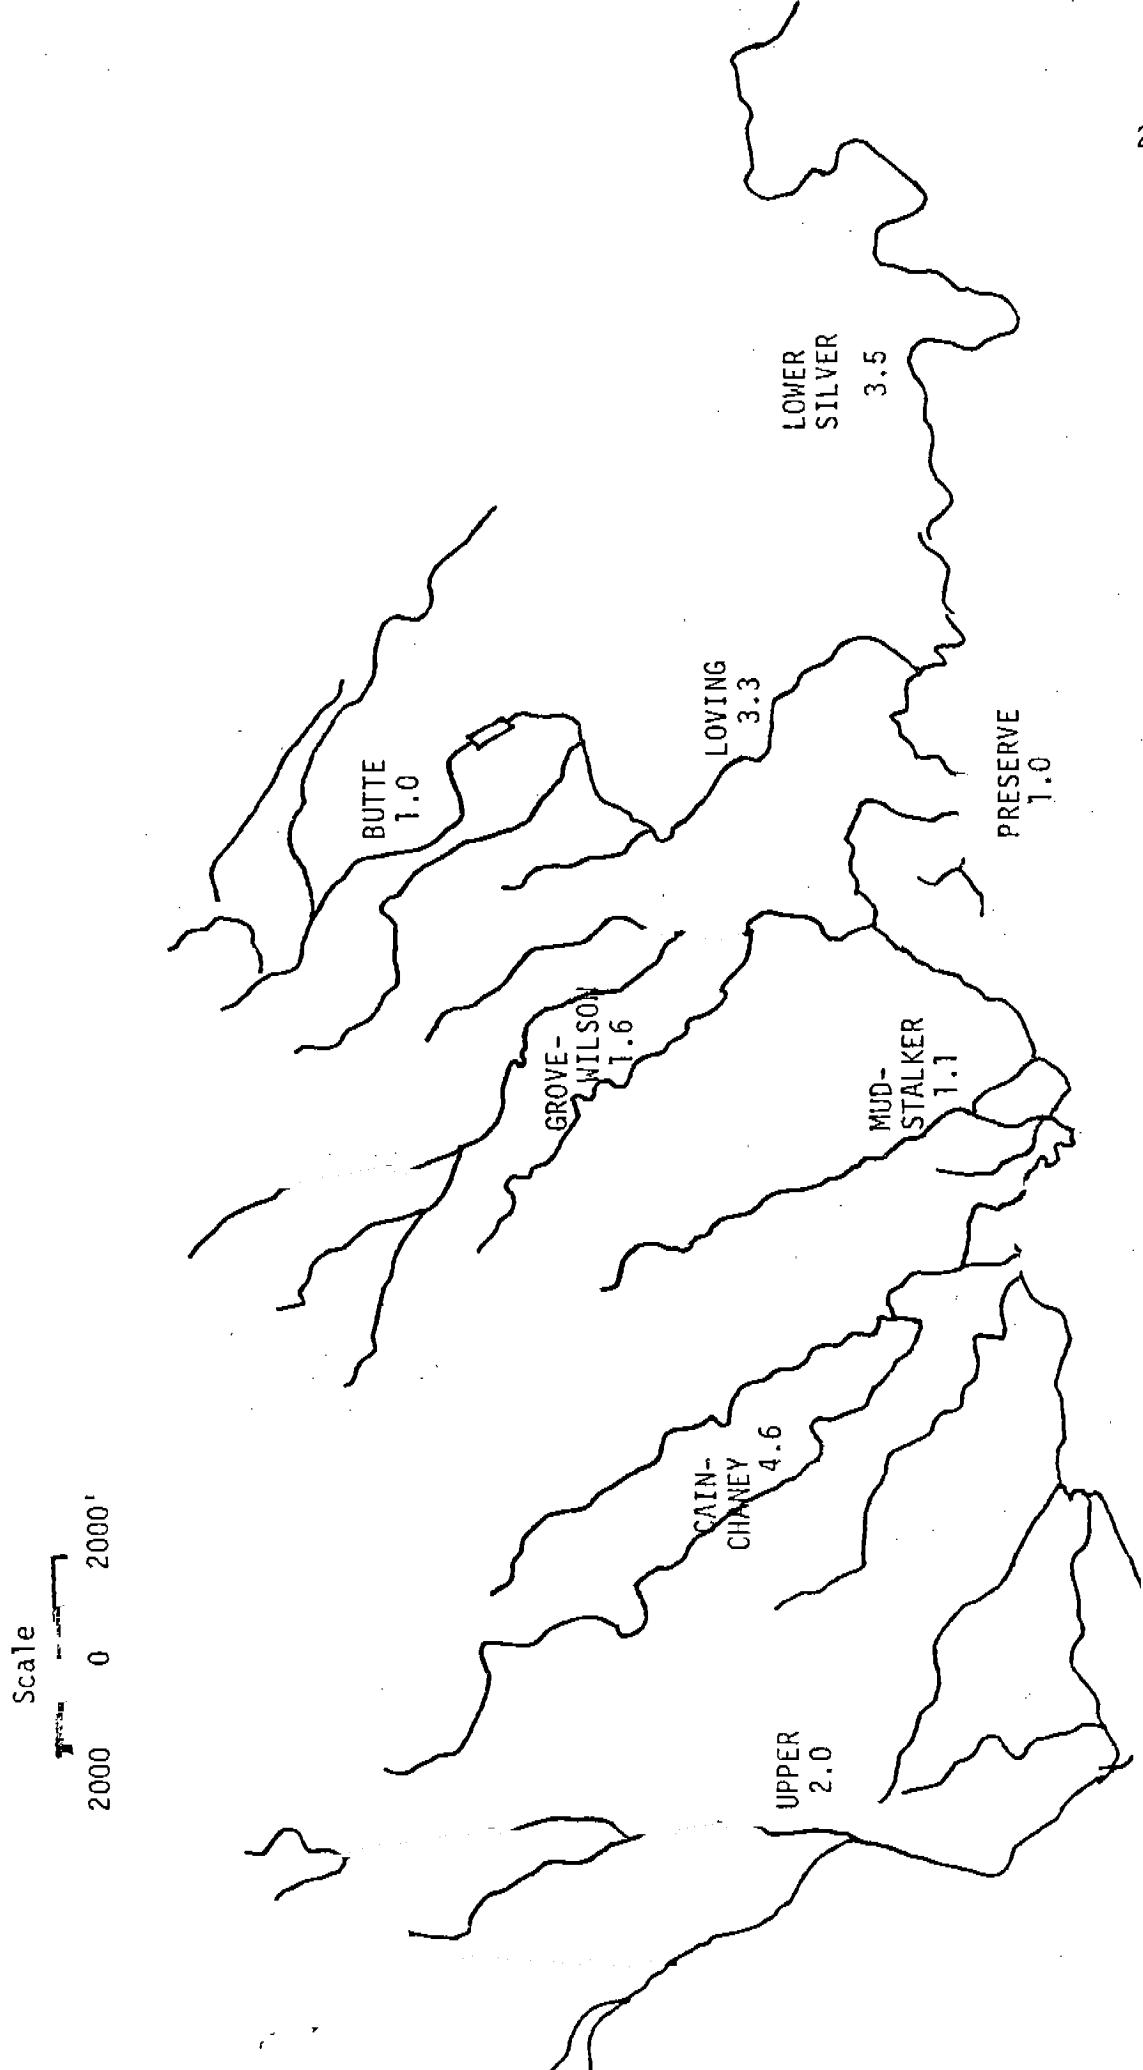 Scale
2000 0 2000'
UPPER
2.0
CAIN-
CHANEY
4.6
GROVE-
WILSON
1.6
MUD-
STALKER
1.1
BUTTE
1.0
LOVING
3.3
PRESERVE
1.0
LOWER
SILVER
3.5